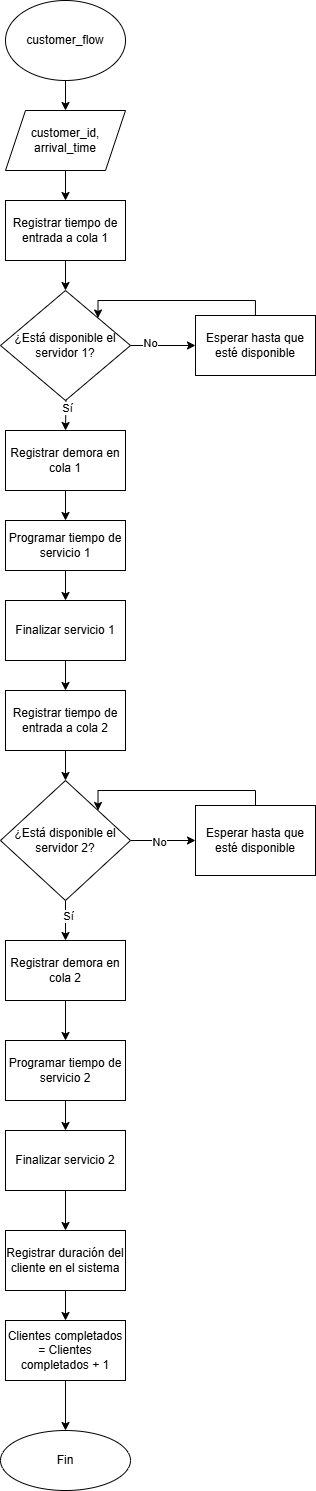 customer_flow
customer_id,
arrival_time
Registrar tiempo de
entrada a cola 1
¿Está disponible el
servidor 1?
No
Esperar hasta que
esté disponible
Sí
Registrar demora en
cola 1
Programar tiempo de
servicio 1
Finalizar servicio 1
Registrar tiempo de
entrada a cola 2
¿Está disponible el
servidor 2?
No
Esperar hasta que
esté disponible
Sí
Registrar demora en
cola 2
Programar tiempo de
servicio 2
Finalizar servicio 2
Registrar duración del
cliente en el sistema
Clientes completados
= Clientes
completados + 1
Fin